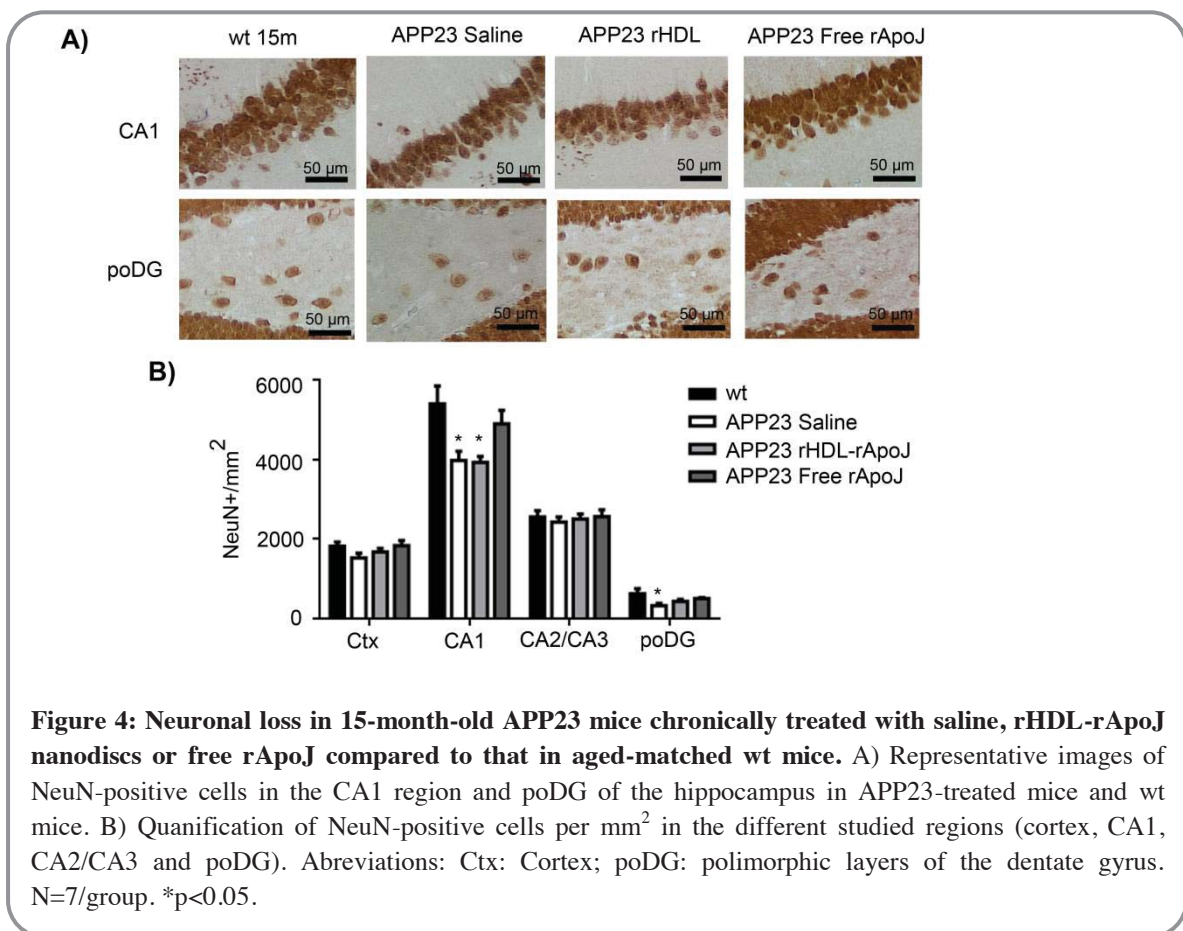 A)
wt 15m APP23 Saline APP23 rHDL APP23 Free rApoJ
CA1
50 µm 50 µm 50 µm 50 µm
poDG
50 µm 50 µm 50 µm 50 µm
B)
NeuN+/mm²
6000
4000
2000
0
* *
*
Ctx CA1 CA2/CA3 poDG
wt
APP23 Saline
APP23 rHDL-rApoJ
APP23 Free rApoJ
Figure 4: Neuronal loss in 15-month-old APP23 mice chronically treated with saline, rHDL-rApoJ
nanodiscs or free rApoJ compared to that in aged-matched wt mice. A) Representative images of
NeuN-positive cells in the CA1 region and poDG of the hippocampus in APP23-treated mice and wt
mice. B) Quanification of NeuN-positive cells per mm² in the different studied regions (cortex, CA1,
CA2/CA3 and poDG). Abreviations: Ctx: Cortex; poDG: polimorphic layers of the dentate gyrus.
N=7/group. *p<0.05.